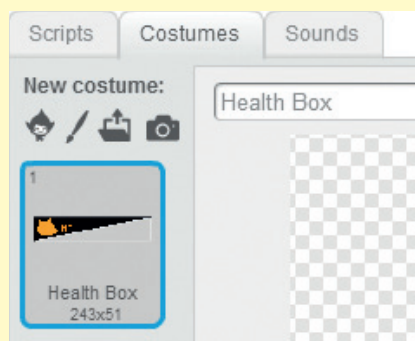 Scripts Costumes Sounds
New costume:
Health Box
1
Health Box
243x51